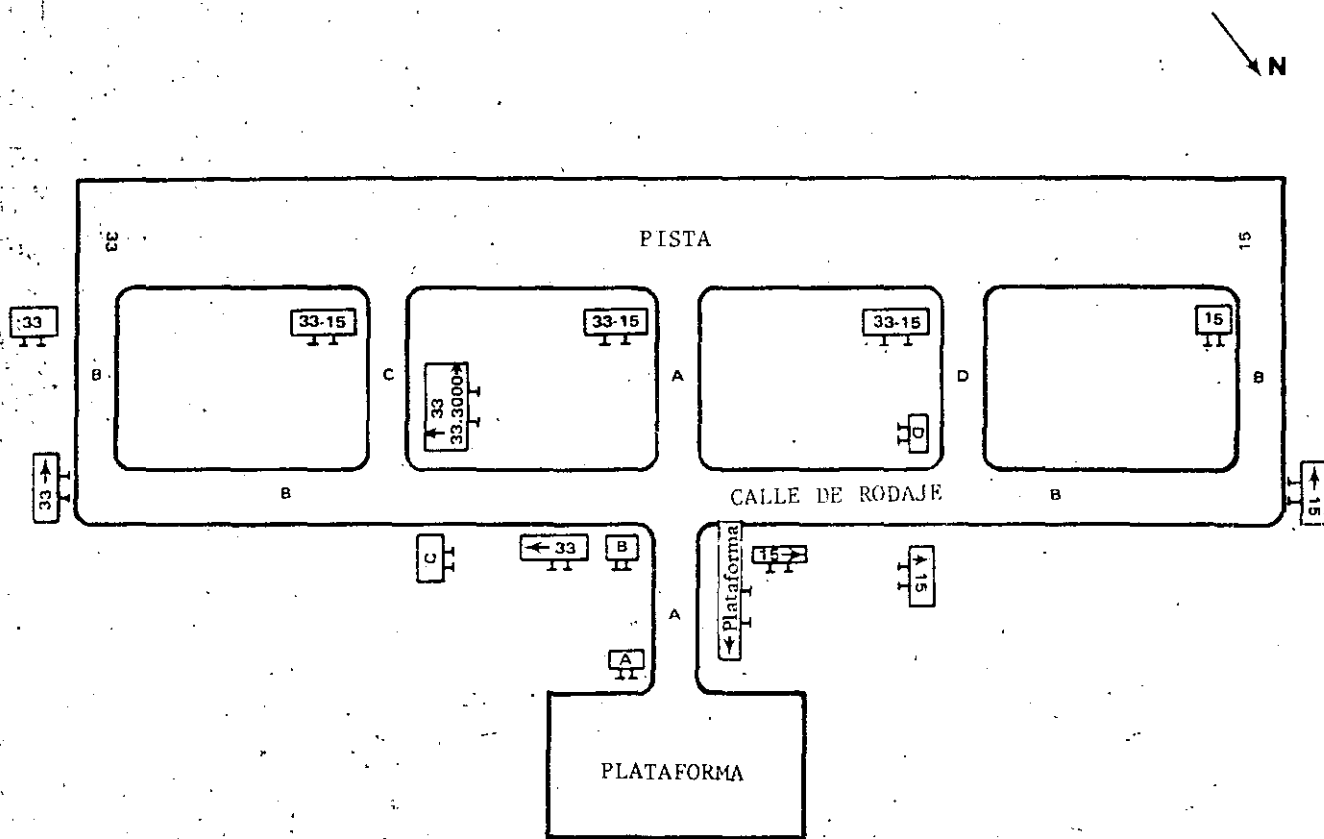 N
PISTA
33
15
33
33-15
33-15
33-15
15
B
C
A
D
B
33
33.3000
D
33
B
CALLE DE RODAJE
B
15
C
33
B
Plataforma
15
15
A
A
PLATAFORMA